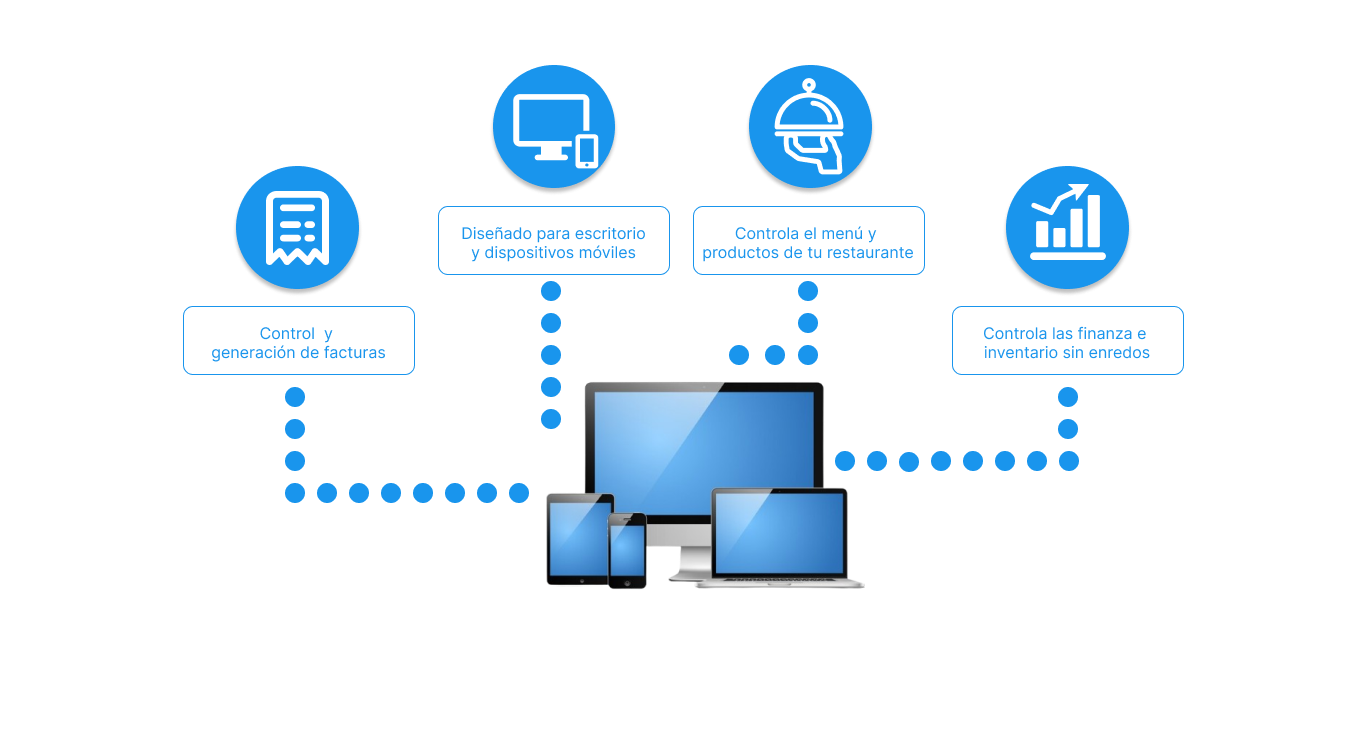 Diseñado para escritorio
y dispositivos móviles
Controla el menú y
productos de tu restaurante
Control  y
generación de facturas
Controla las finanza e
inventario sin enredos